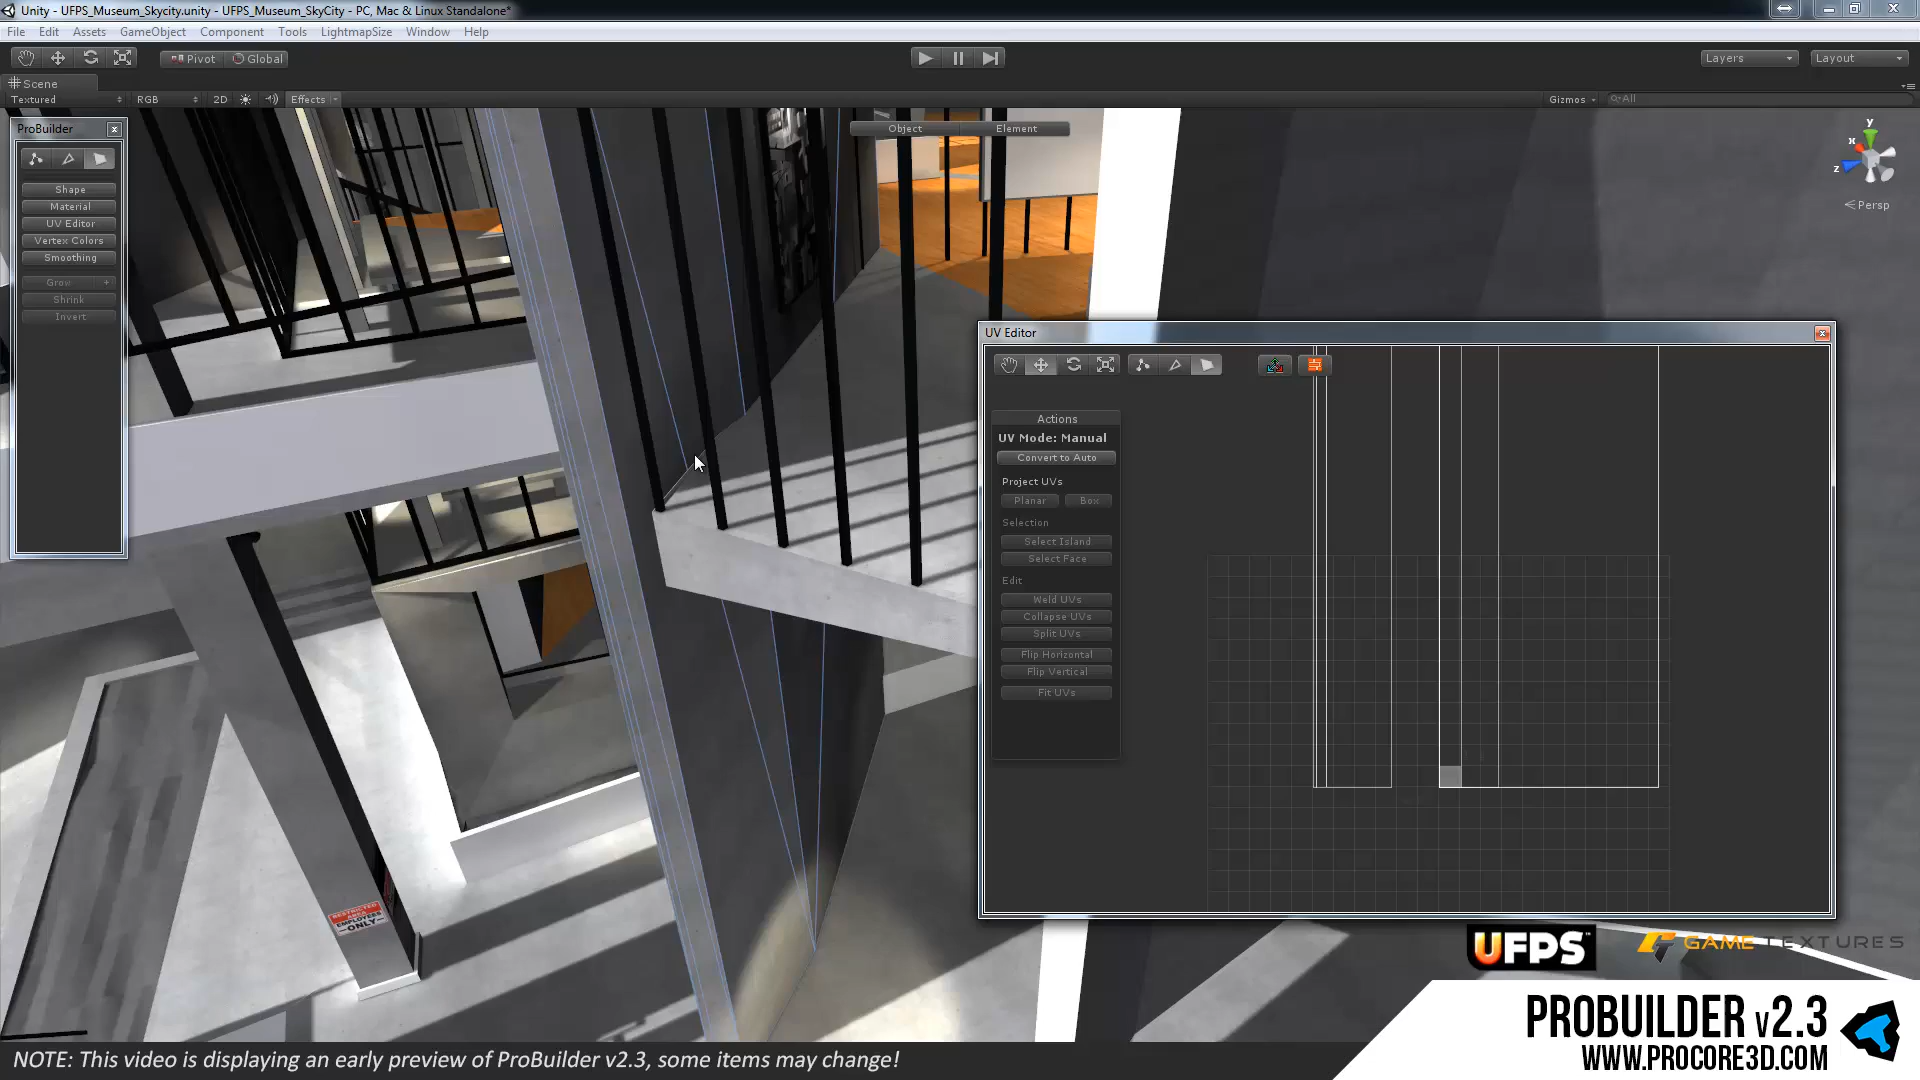 Unity - UFPS_Museum_Skycity.unity - UFPS_Museum_SkyCity - PC, Mac & Linux Standalone*
File Edit Assets GameObject Component Tools LightmapSize Window Help
Pivot Global Layers Layout
Scene
Textured RGB 2D Effects Gizmos All
ProBuilder
Shape
Material
UV Editor
Vertex Colors
Smoothing
Grow +
Shrink
Invert
Object Element
y
x
z
Persp
UV Editor
Actions
UV Mode: Manual
Convert to Auto
Project UVs
Planar Box
Selection
Select Island
Select Face
Edit
Weld UVs
Collapse UVs
Split UVs
Flip Horizontal
Flip Vertical
Fit UVs
RESTRICTED
AREA
EMPLOYEES
ONLY
UFPS™
GAMETEXTURES
PROBUILDER v2.3
WWW.PROCORE3D.COM
NOTE: This video is displaying an early preview of ProBuilder v2.3, some items may change!